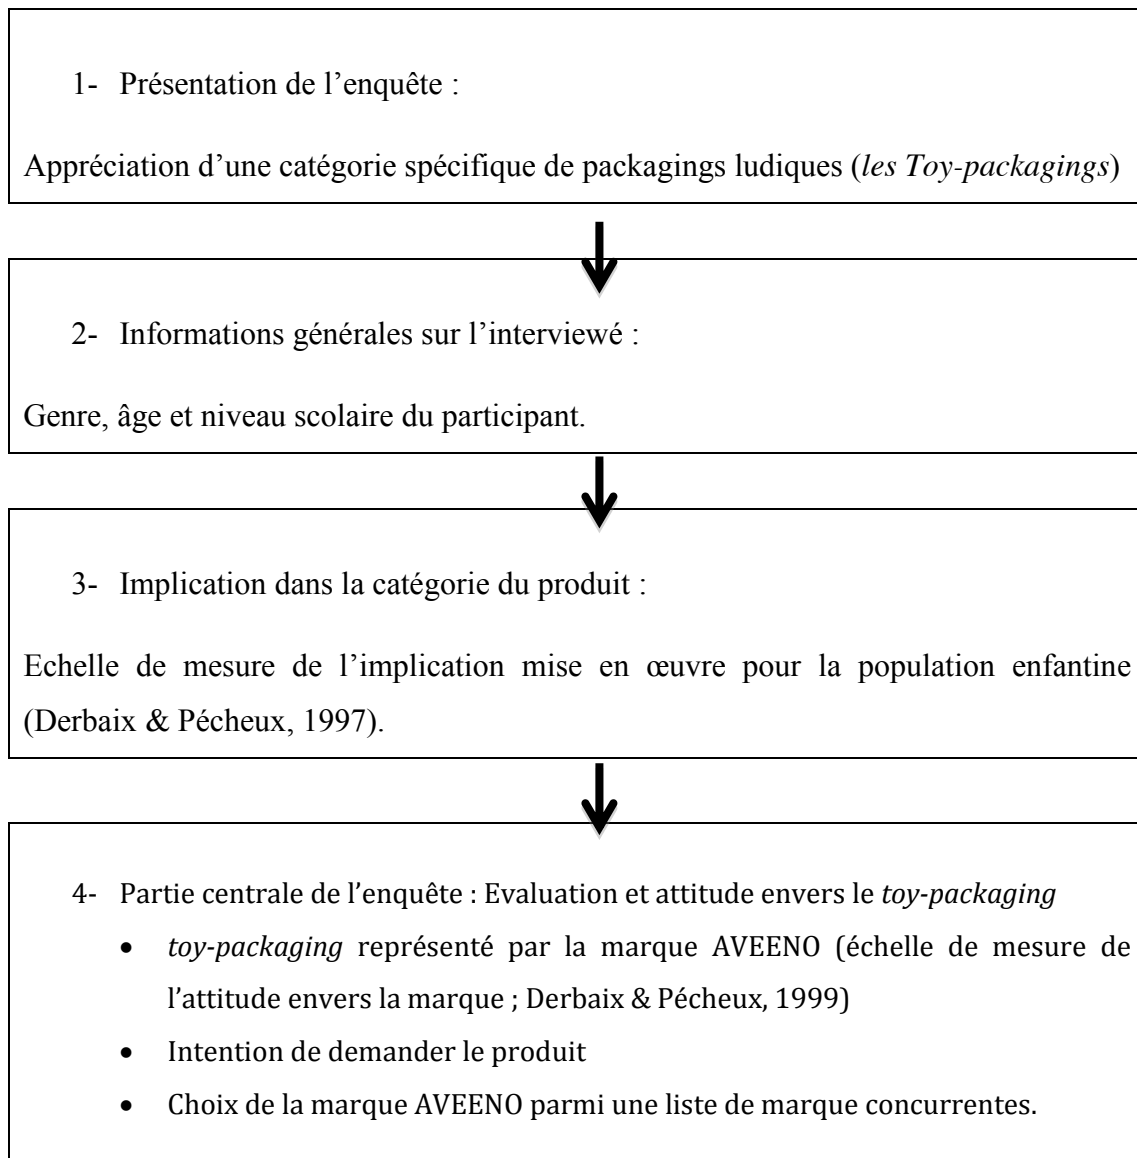 1- Présentation de l’enquête :
Appréciation d’une catégorie spécifique de packagings ludiques (les Toy-packagings)
2- Informations générales sur l’interviewé :
Genre, âge et niveau scolaire du participant.
3- Implication dans la catégorie du produit :
Echelle de mesure de l’implication mise en œuvre pour la population enfantine
(Derbaix & Pécheux, 1997).
4- Partie centrale de l’enquête : Evaluation et attitude envers le toy-packaging
• toy-packaging représenté par la marque AVEENO (échelle de mesure de
l’attitude envers la marque ; Derbaix & Pécheux, 1999)
• Intention de demander le produit
• Choix de la marque AVEENO parmi une liste de marque concurrentes.